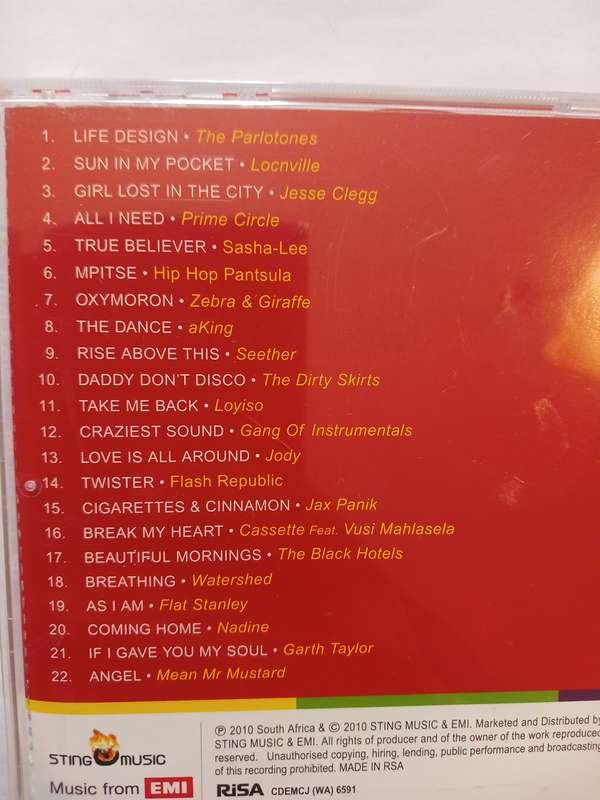 1. LIFE DESIGN • The Parlotones
2. SUN IN MY POCKET • Locnville
3. GIRL LOST IN THE CITY • Jesse Clegg
4. ALL I NEED • Prime Circle
5. TRUE BELIEVER • Sasha-Lee
6. MPITSE • Hip Hop Pantsula
7. OXYMORON • Zebra & Giraffe
8. THE DANCE • aKing
9. RISE ABOVE THIS • Seether
10. DADDY DON'T DISCO • The Dirty Skirts
11. TAKE ME BACK • Loyiso
12. CRAZIEST SOUND • Gang Of Instrumentals
13. LOVE IS ALL AROUND • Jody
14. TWISTER • Flash Republic
15. CIGARETTES & CINNAMON • Jax Panik
16. BREAK MY HEART • Cassette Feat. Vusi Mahlasela
17. BEAUTIFUL MORNINGS • The Black Hotels
18. BREATHING • Watershed
19. AS I AM • Flat Stanley
20. COMING HOME • Nadine
21. IF I GAVE YOU MY SOUL • Garth Taylor
22. ANGEL • Mean Mr Mustard
STING MUSIC
Music from EMI
℗ 2010 South Africa & © 2010 STING MUSIC & EMI. Marketed and Distributed by
STING MUSIC & EMI. All rights of producer and of the owner of the work reproduced
reserved. Unauthorised copying, hiring, lending, public performance and broadcasting
of this recording prohibited. MADE IN RSA
RiSA CDEMCJ (WA) 6591